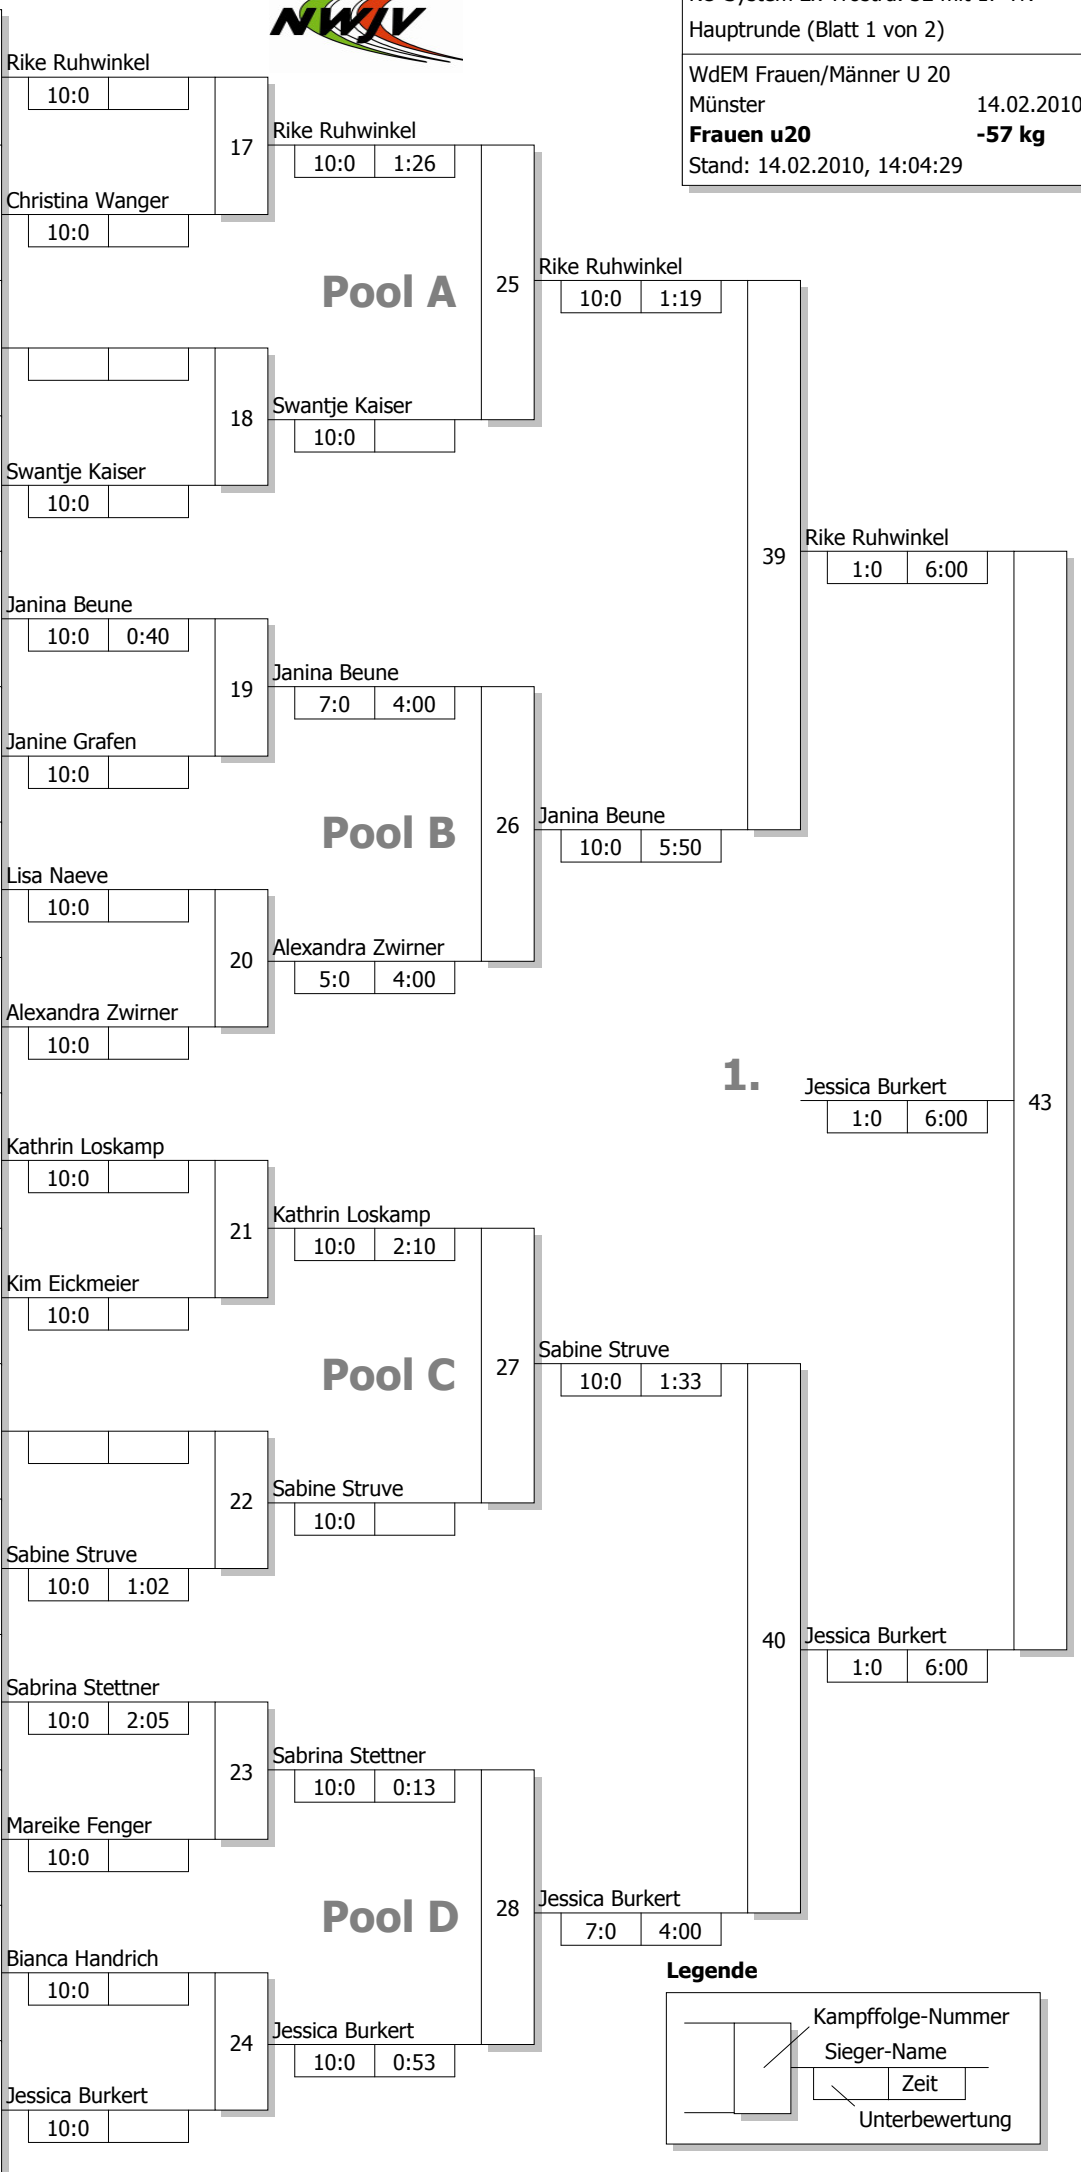 NWJV
Hauptrunde (Blatt 1 von 2)
WdEM Frauen/Männer U 20
Münster 14.02.2010
Frauen u20 -57 kg
Stand: 14.02.2010, 14:04:29
Rike Ruhwinkel
10:0
17
Rike Ruhwinkel
10:0 1:26
Christina Wanger
10:0
Pool A
25
Rike Ruhwinkel
10:0 1:19
18
Swantje Kaiser
10:0
Swantje Kaiser
10:0
39
Rike Ruhwinkel
1:0 6:00
Janina Beune
10:0 0:40
19
Janina Beune
7:0 4:00
Janine Grafen
10:0
Pool B
26
Janina Beune
10:0 5:50
Lisa Naeve
10:0
20
Alexandra Zwirner
5:0 4:00
Alexandra Zwirner
10:0
1.
Jessica Burkert
1:0 6:00
43
Kathrin Loskamp
10:0
21
Kathrin Loskamp
10:0 2:10
Kim Eickmeier
10:0
Pool C
27
Sabine Struve
10:0 1:33
22
Sabine Struve
10:0
Sabine Struve
10:0 1:02
40
Jessica Burkert
1:0 6:00
Sabrina Stettner
10:0 2:05
23
Sabrina Stettner
10:0 0:13
Mareike Fenger
10:0
Pool D
28
Jessica Burkert
7:0 4:00
Bianca Handrich
10:0
24
Jessica Burkert
10:0 0:53
Jessica Burkert
10:0
Legende
Kampffolge-Nummer
Sieger-Name
Zeit
Unterbewertung